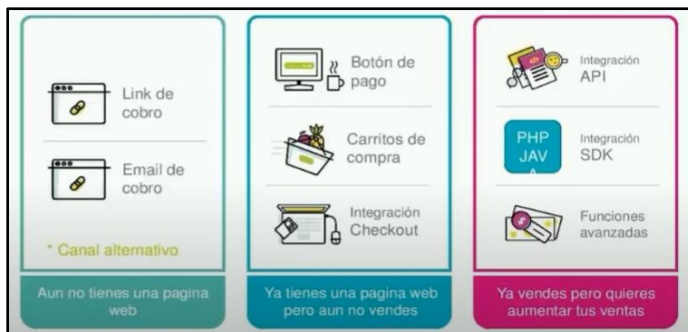 Link de
cobro
Email de
cobro
* Canal alternativo
Aun no tienes una pagina
web
Botón de
pago
Carritos de
compra
Integración
Checkout
Ya tienes una pagina web
pero aun no vendes
Integración
API
PHP
JAV
A
Integración
SDK
Funciones
avanzadas
Ya vendes pero quieres
aumentar tus ventas